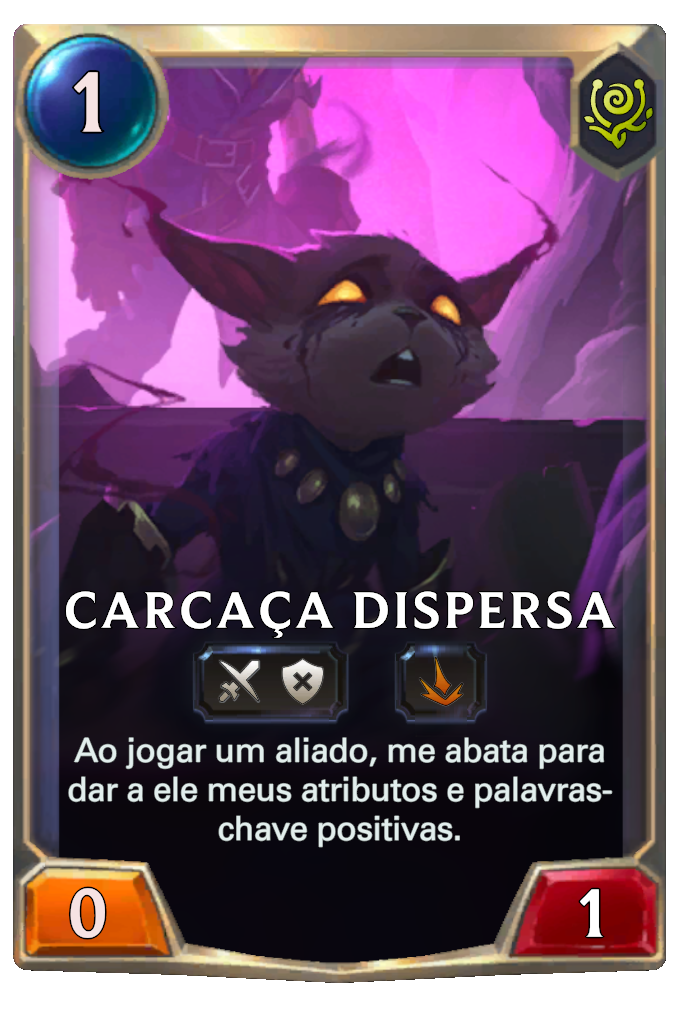 1
CARCAÇA DISPERSA
Ao jogar um aliado, me abata para
dar a ele meus atributos e palavras-
chave positivas.
0
1